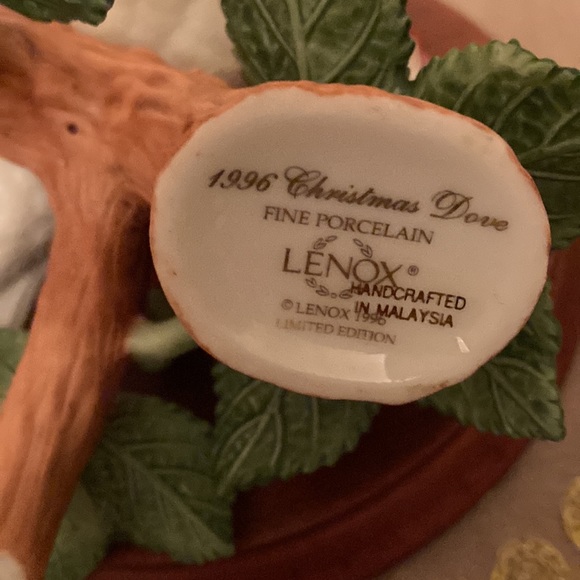 1996 Christmas Dove
FINE PORCELAIN
LENOX®
HANDCRAFTED
IN MALAYSIA
© LENOX 1996
LIMITED EDITION